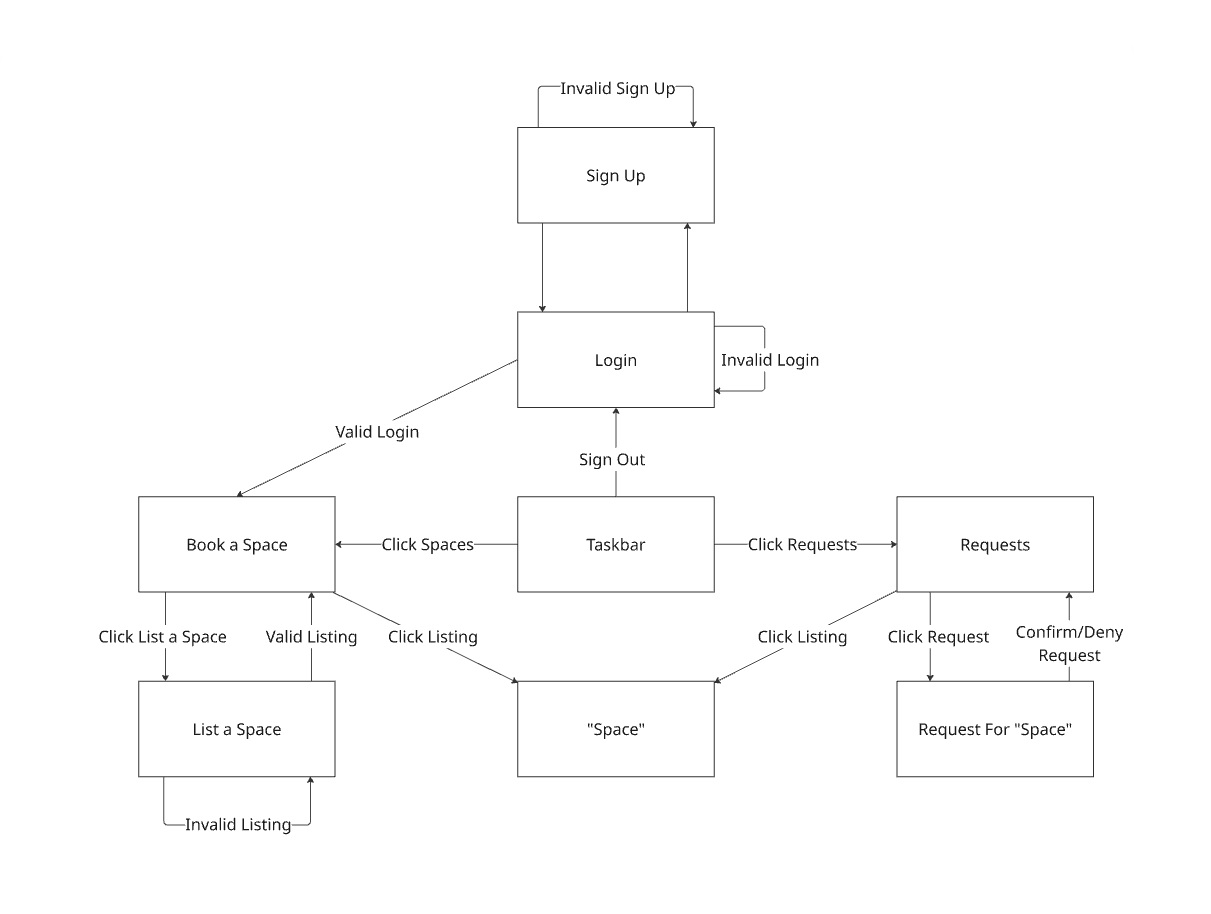 Invalid Sign Up
Sign Up
Login
Invalid Login
Valid Login
Sign Out
Book a Space
Click Spaces
Taskbar
Click Requests
Requests
Click List a Space
Valid Listing
Click Listing
Click Listing
Click Request
Confirm/Deny
Request
List a Space
"Space"
Request For "Space"
Invalid Listing